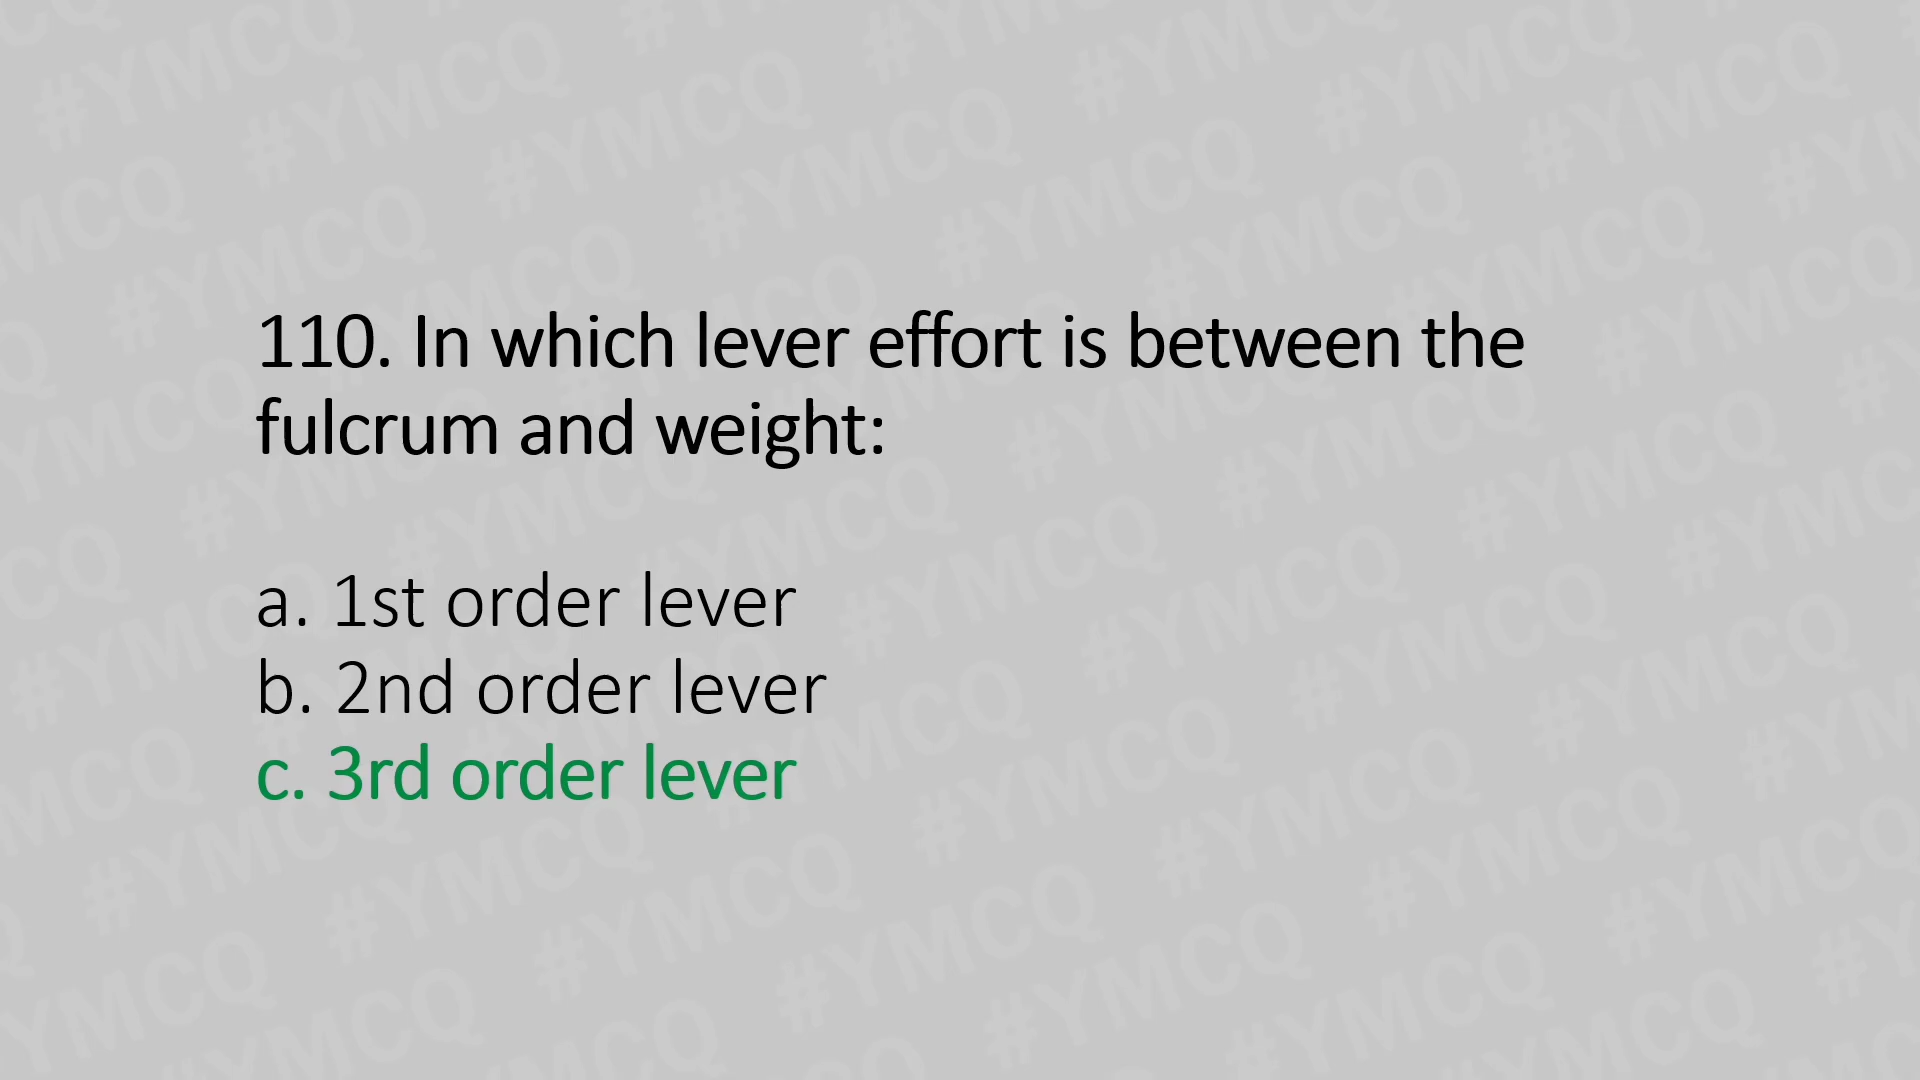 110. In which lever effort is between the
fulcrum and weight:
a. 1st order lever
b. 2nd order lever
c. 3rd order lever
#YMCQ